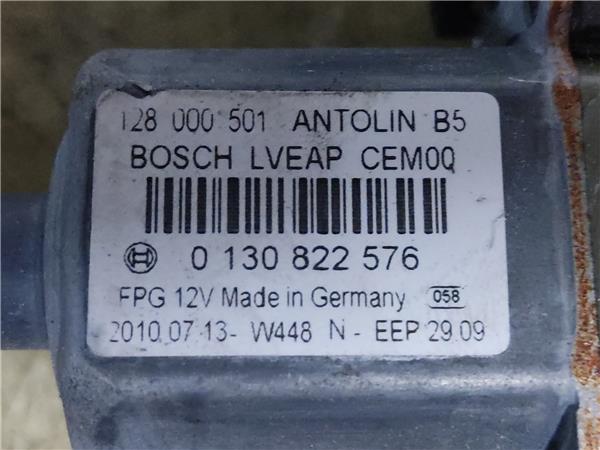 128 000 501 ANTOLIN B5
BOSCH LVEAP CEM00
0 130 822 576
FPG 12V Made in Germany 058
2010.07.13- W448 N - EEP 29.09